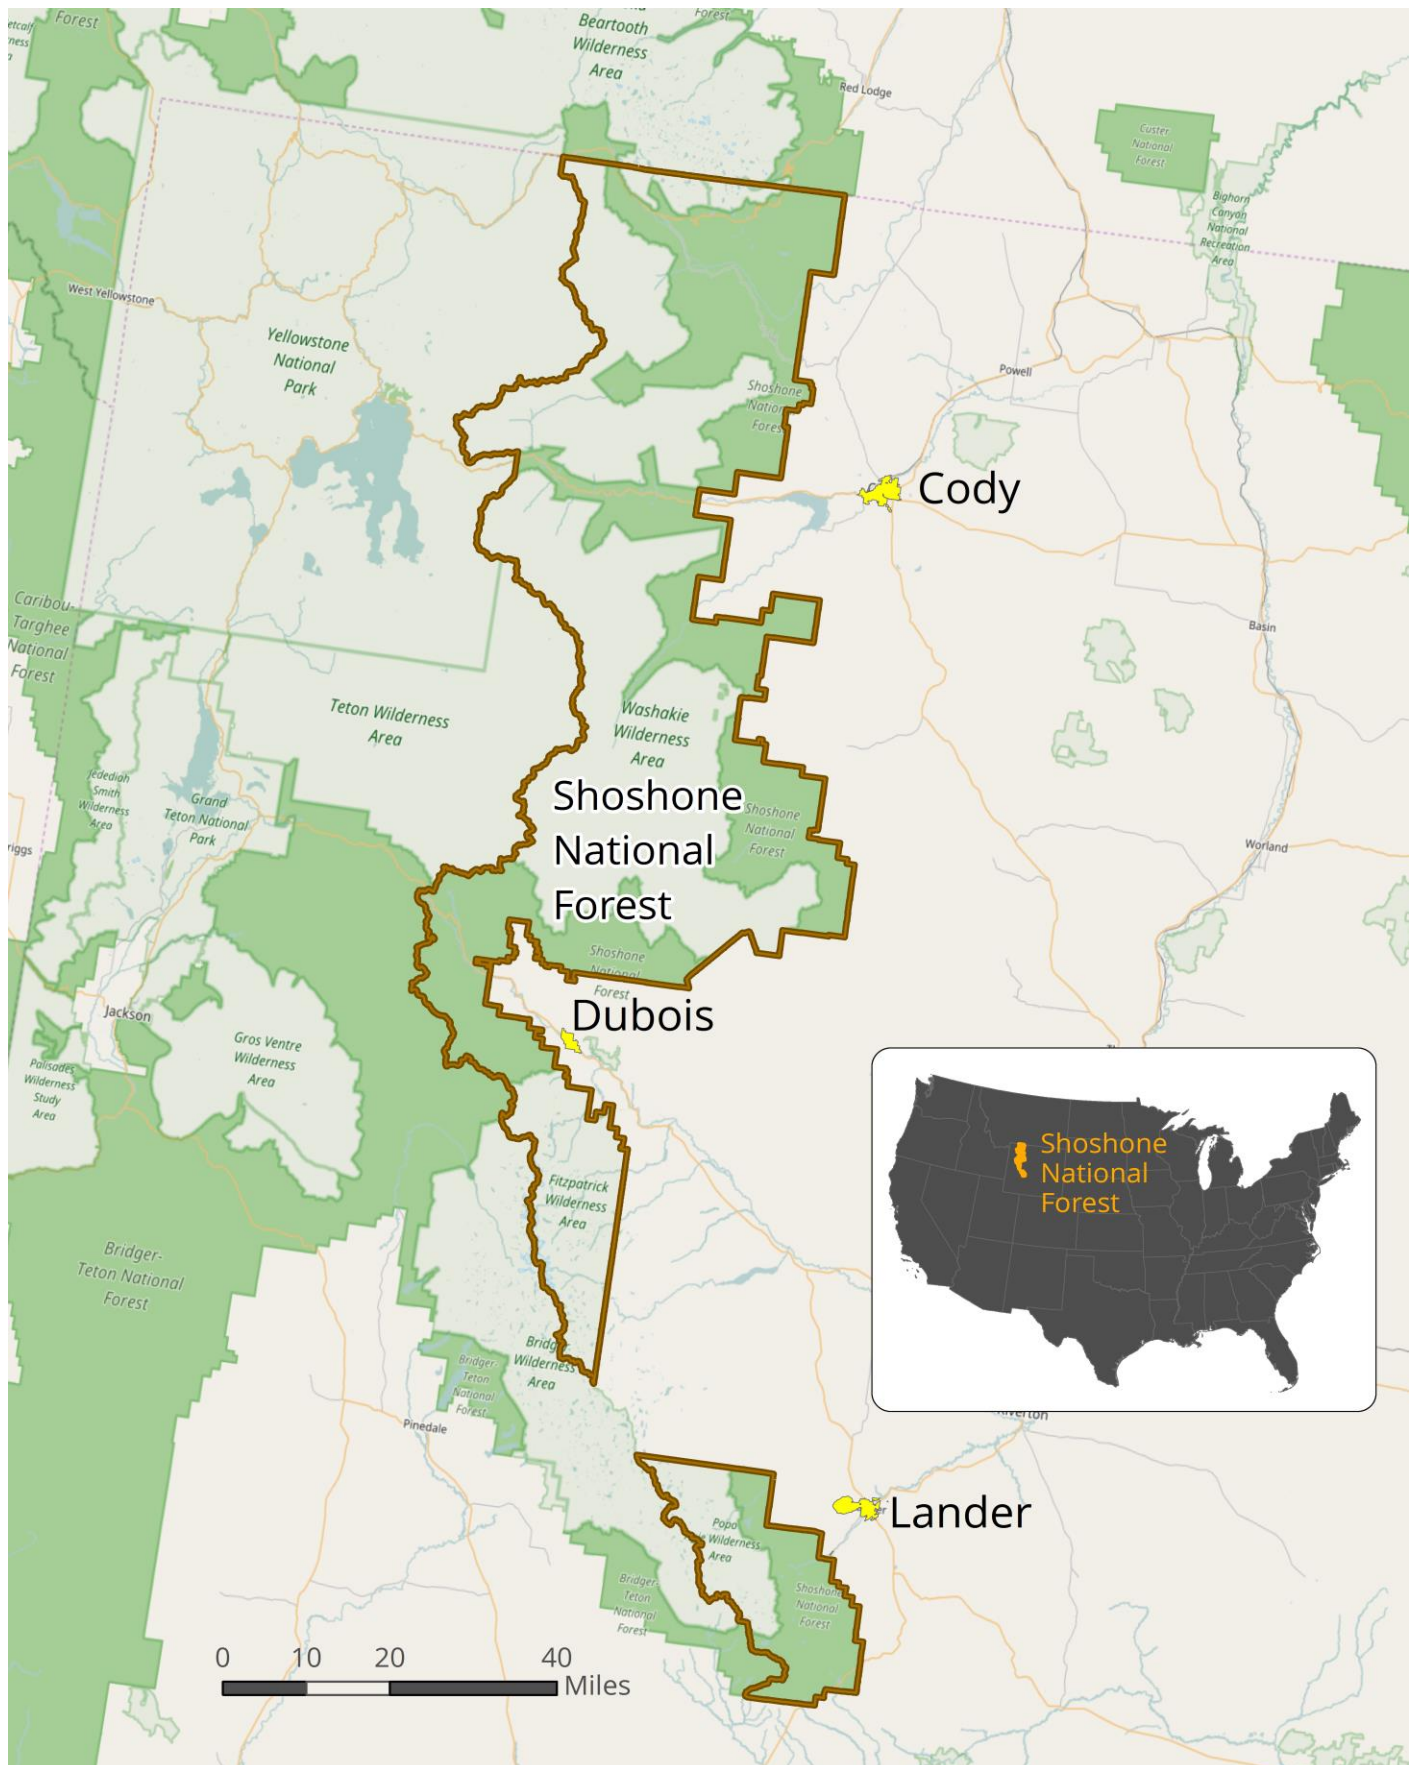 Forest
Forest
Beartooth
Wilderness
Area
Red Lodge
Custer
National
Forest
Bighorn
Canyon
National
Recreation
Area
West Yellowstone
Yellowstone
National
Park
Powell
Shoshone
Forest
Cody
Caribou-
Targhee
National
Forest
Basin
Teton Wilderness
Area
Washakie
Wilderness
Area
Jedediah
Smith
Wilderness
Area
Grand
Teton National
Park
Shoshone
National
Forest
Shoshone
National
Forest
riggs
Worland
Shoshone
National
Forest
Jackson
Dubois
Gros Ventre
Wilderness
Area
Palisades
Wilderness
Study
Area
Shoshone
National
Forest
Fitzpatrick
Wilderness
Area
Bridger-
Teton National
Forest
Bridger
Wilderness
Area
Bridger-
Teton
National
Forest
Pinedale
Lander
Popo
Wilderness
Area
Bridger-
Teton
National
Forest
Shoshone
National
Forest
0 10 20 40
Miles